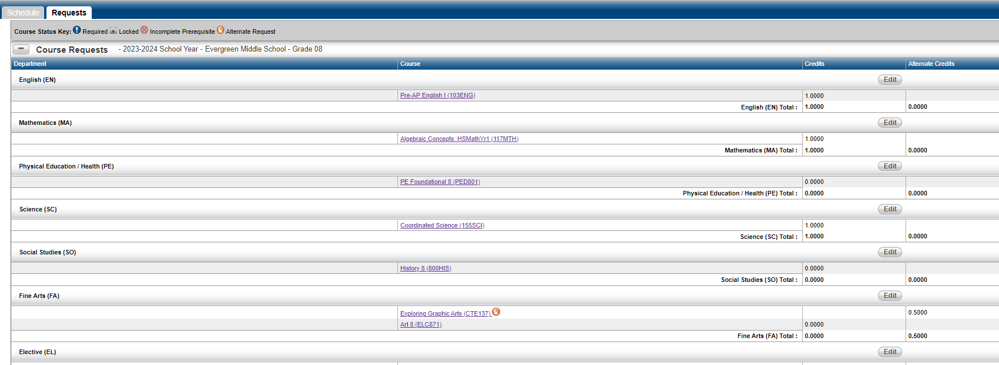 Schedule Requests
Course Status Key: Required Locked Incomplete Prerequisite Alternate Request
Course Requests - 2023-2024 School Year - Evergreen Middle School - Grade 08
Department Course Credits Alternate Credits
English (EN) Edit
Pre-AP English I (103ENG) 1.0000
English (EN) Total : 1.0000 0.0000
Mathematics (MA) Edit
Algebraic Concepts: HSMathYr1 (117MTH) 1.0000
Mathematics (MA) Total : 1.0000 0.0000
Physical Education / Health (PE) Edit
PE Foundational 8 (PED801) 0.0000
Physical Education / Health (PE) Total : 0.0000 0.0000
Science (SC) Edit
Coordinated Science (155SCI) 1.0000
Science (SC) Total : 1.0000 0.0000
Social Studies (SO) Edit
History 8 (800HIS) 0.0000
Social Studies (SO) Total : 0.0000 0.0000
Fine Arts (FA) Edit
Exploring Graphic Arts (CTE137) 0.5000
Art 8 (ELC871) 0.0000
Fine Arts (FA) Total : 0.0000 0.5000
Elective (EL) Edit